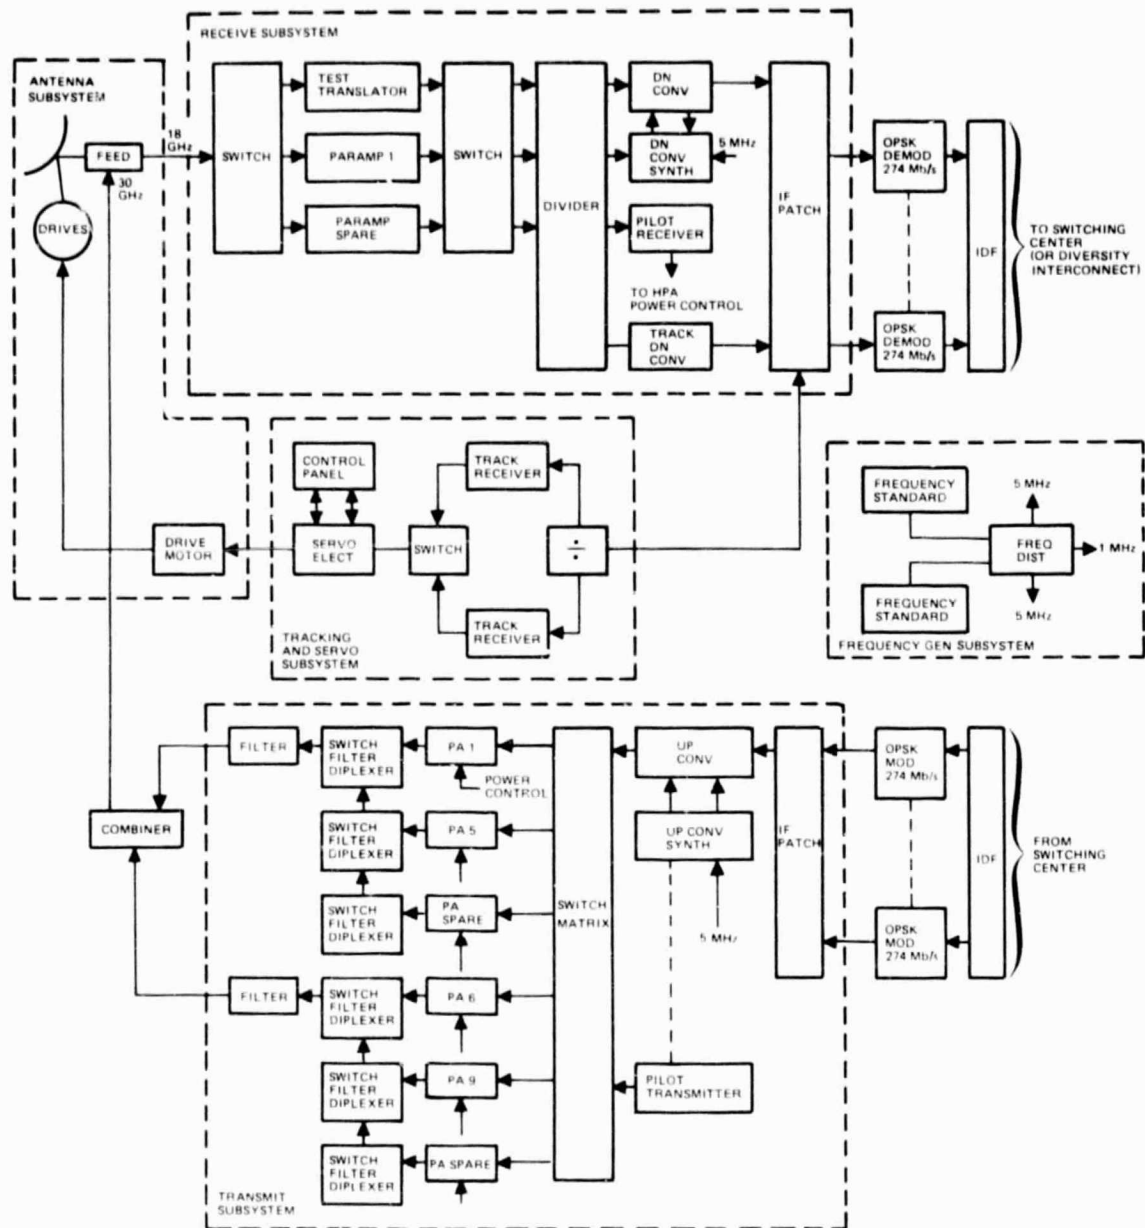 RECEIVE SUBSYSTEM
ANTENNA
SUBSYSTEM
FEED
18
GHz
30
GHz
DRIVES
SWITCH
TEST
TRANSLATOR
PARAMP 1
PARAMP
SPARE
SWITCH
DIVIDER
DN
CONV
DN
CONV
SYNTH
5 MHz
PILOT
RECEIVER
TO HPA
POWER CONTROL
TRACK
DN
CONV
IF
PATCH
OPSK
DEMOD
274 Mb/s
OPSK
DEMOD
274 Mb/s
IDF
TO SWITCHING
CENTER
(OR DIVERSITY
INTERCONNECT)
DRIVE
MOTOR
CONTROL
PANEL
SERVO
ELECT
SWITCH
TRACK
RECEIVER
÷
TRACK
RECEIVER
TRACKING
AND SERVO
SUBSYSTEM
FREQUENCY
STANDARD
FREQUENCY
STANDARD
5 MHz
FREQ
DIST
1 MHz
5 MHz
FREQUENCY GEN SUBSYSTEM
COMBINER
FILTER
SWITCH
FILTER
DIPLEXER
PA 1
POWER
CONTROL
SWITCH
FILTER
DIPLEXER
PA 5
SWITCH
FILTER
DIPLEXER
PA
SPARE
FILTER
SWITCH
FILTER
DIPLEXER
PA 6
SWITCH
FILTER
DIPLEXER
PA 9
SWITCH
FILTER
DIPLEXER
PA SPARE
SWITCH
MATRIX
UP
CONV
UP CONV
SYNTH
5 MHz
PILOT
TRANSMITTER
IF
PATCH
OPSK
MOD
274 Mb/s
OPSK
MOD
274 Mb/s
IDF
FROM
SWITCHING
CENTER
TRANSMIT
SUBSYSTEM